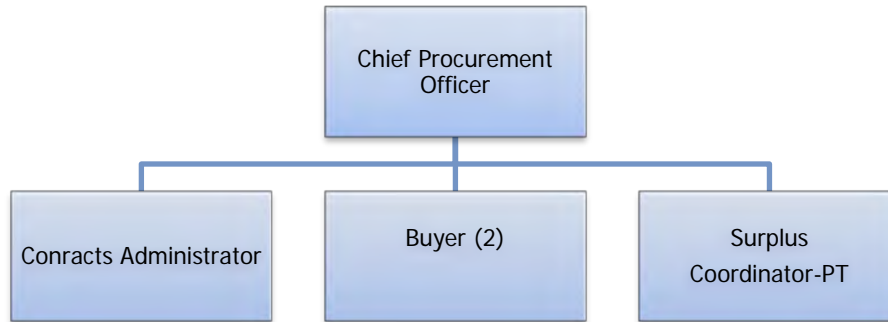 Chief Procurement
Officer
Conracts Administrator
Buyer (2)
Surplus
Coordinator-PT